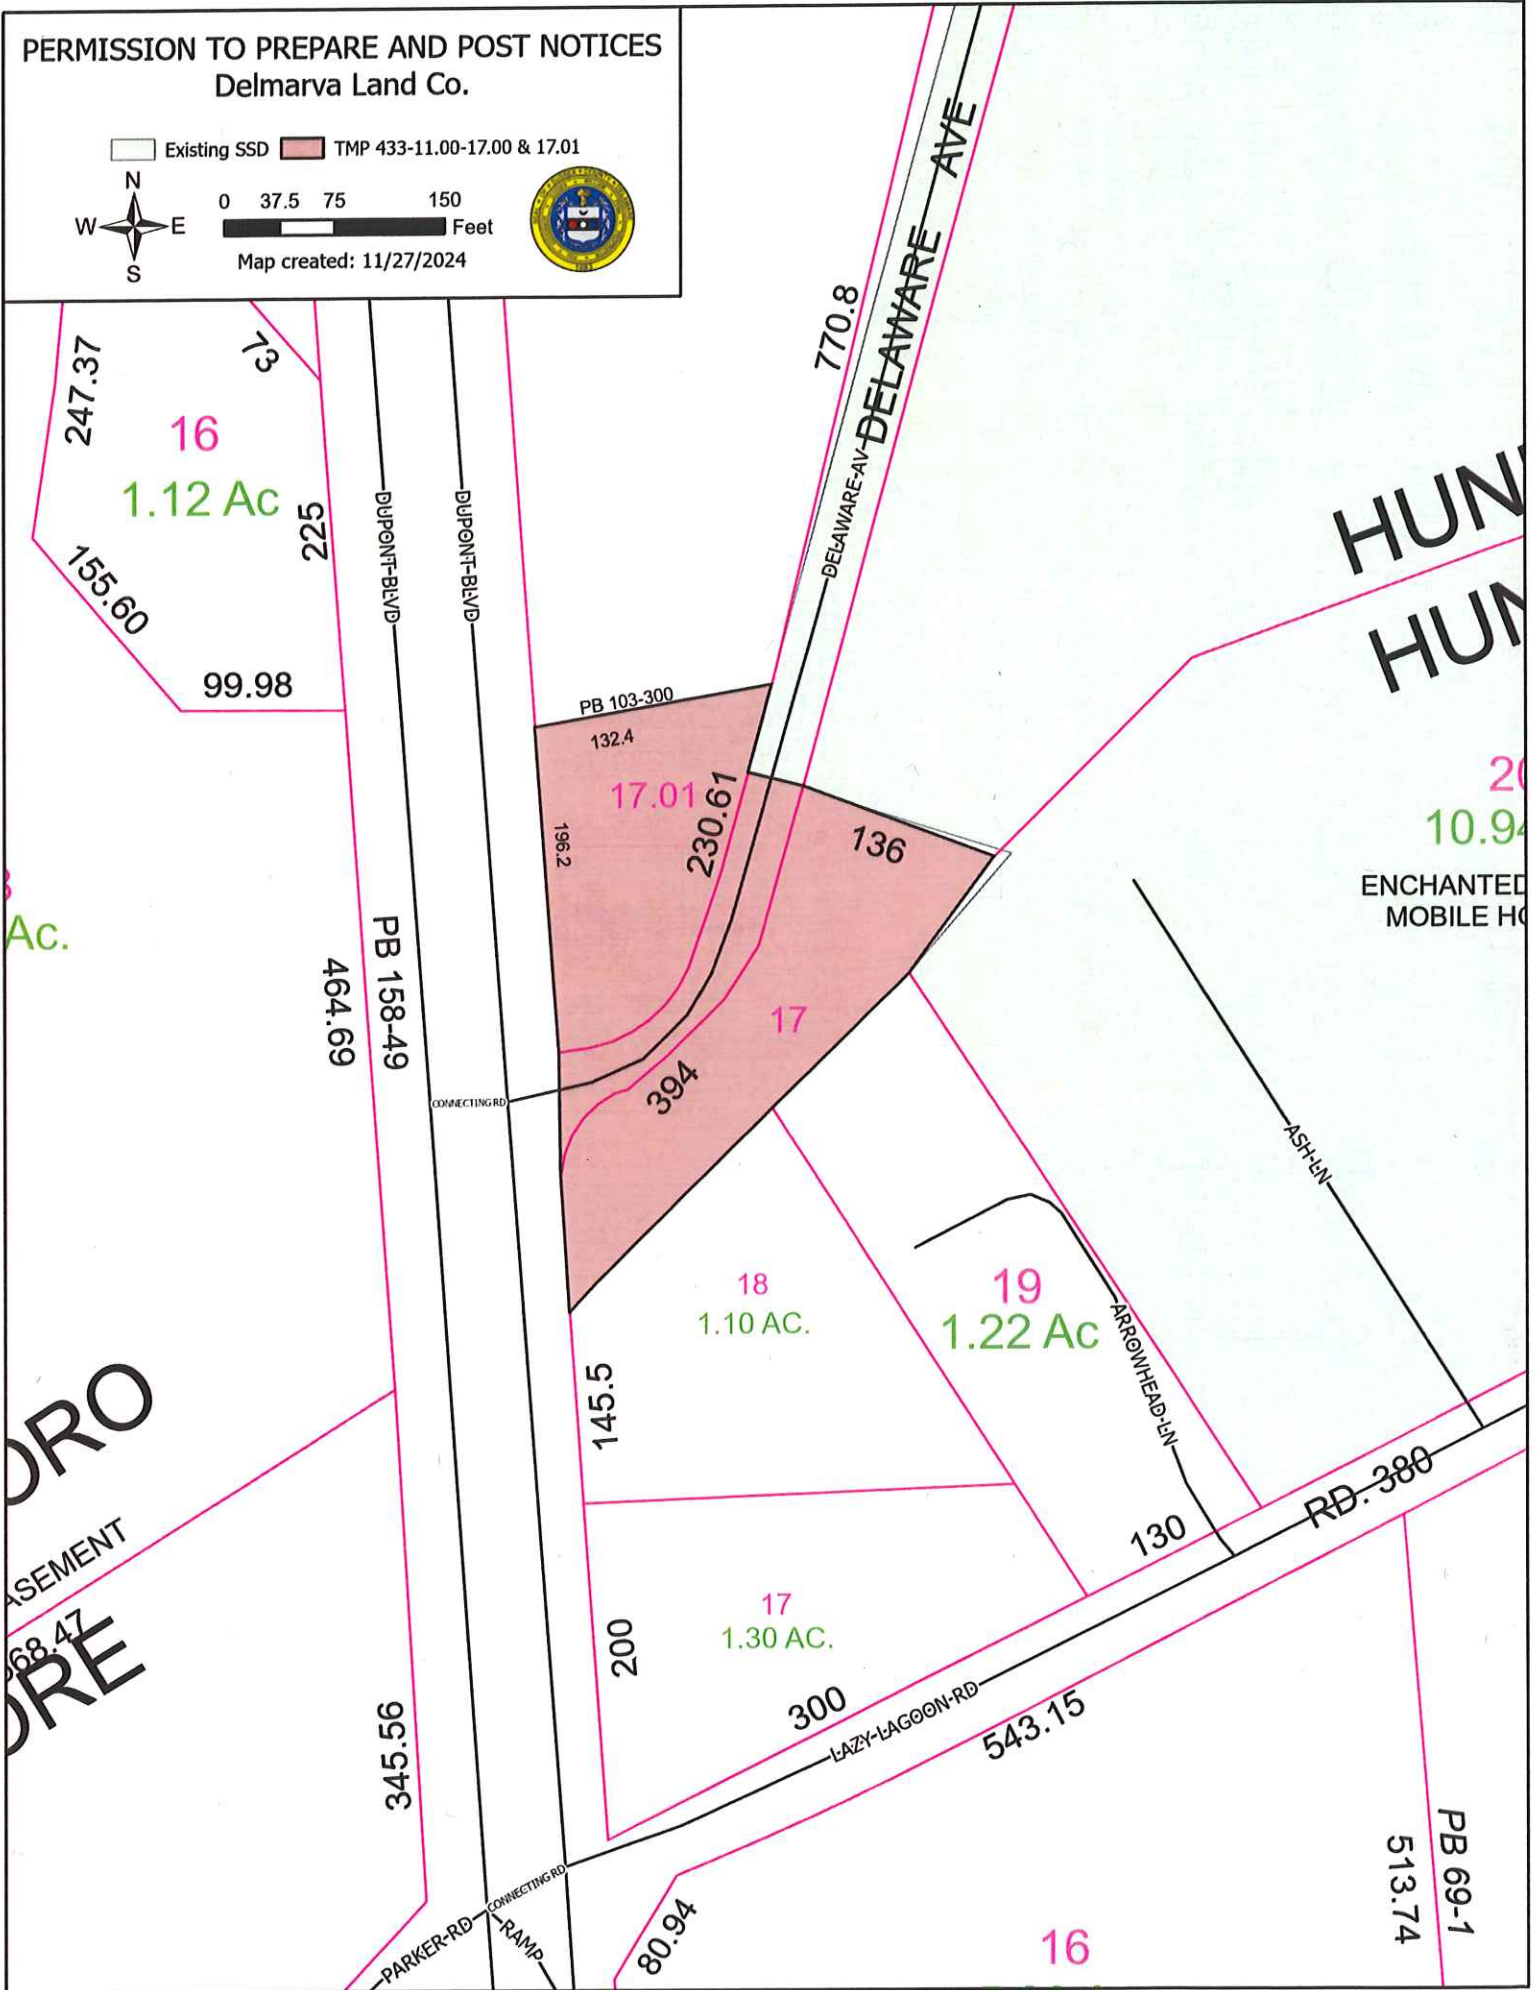 PERMISSION TO PREPARE AND POST NOTICES
Delmarva Land Co.
Existing SSD
TMP 433-11.00-17.00 & 17.01
N
W
E
S
0 37.5 75 150
Feet
Map created: 11/27/2024
DELAWARE AVE
770.8
DELAWARE AV
247.37
73
16
1.12 Ac
225
155.60
99.98
DUPONT BLVD
DUPONT BLVD
HUN
HUN
PB 103-300
132.4
17.01
230.61
196.2
136
20
10.94
ENCHANTED
MOBILE HO
Ac.
PB 158-49
464.69
17
394
CONNECTING RD
ASH LN
18
1.10 AC.
19
1.22 Ac
ARROWHEAD LN
145.5
ORO
ASEMENT
68.47
ORE
RD. 380
130
17
1.30 AC.
200
300
LAZY LAGOON RD
543.15
345.56
PB 69-1
513.74
CONNECTING RD
PARKER RD
RAMP
80.94
16